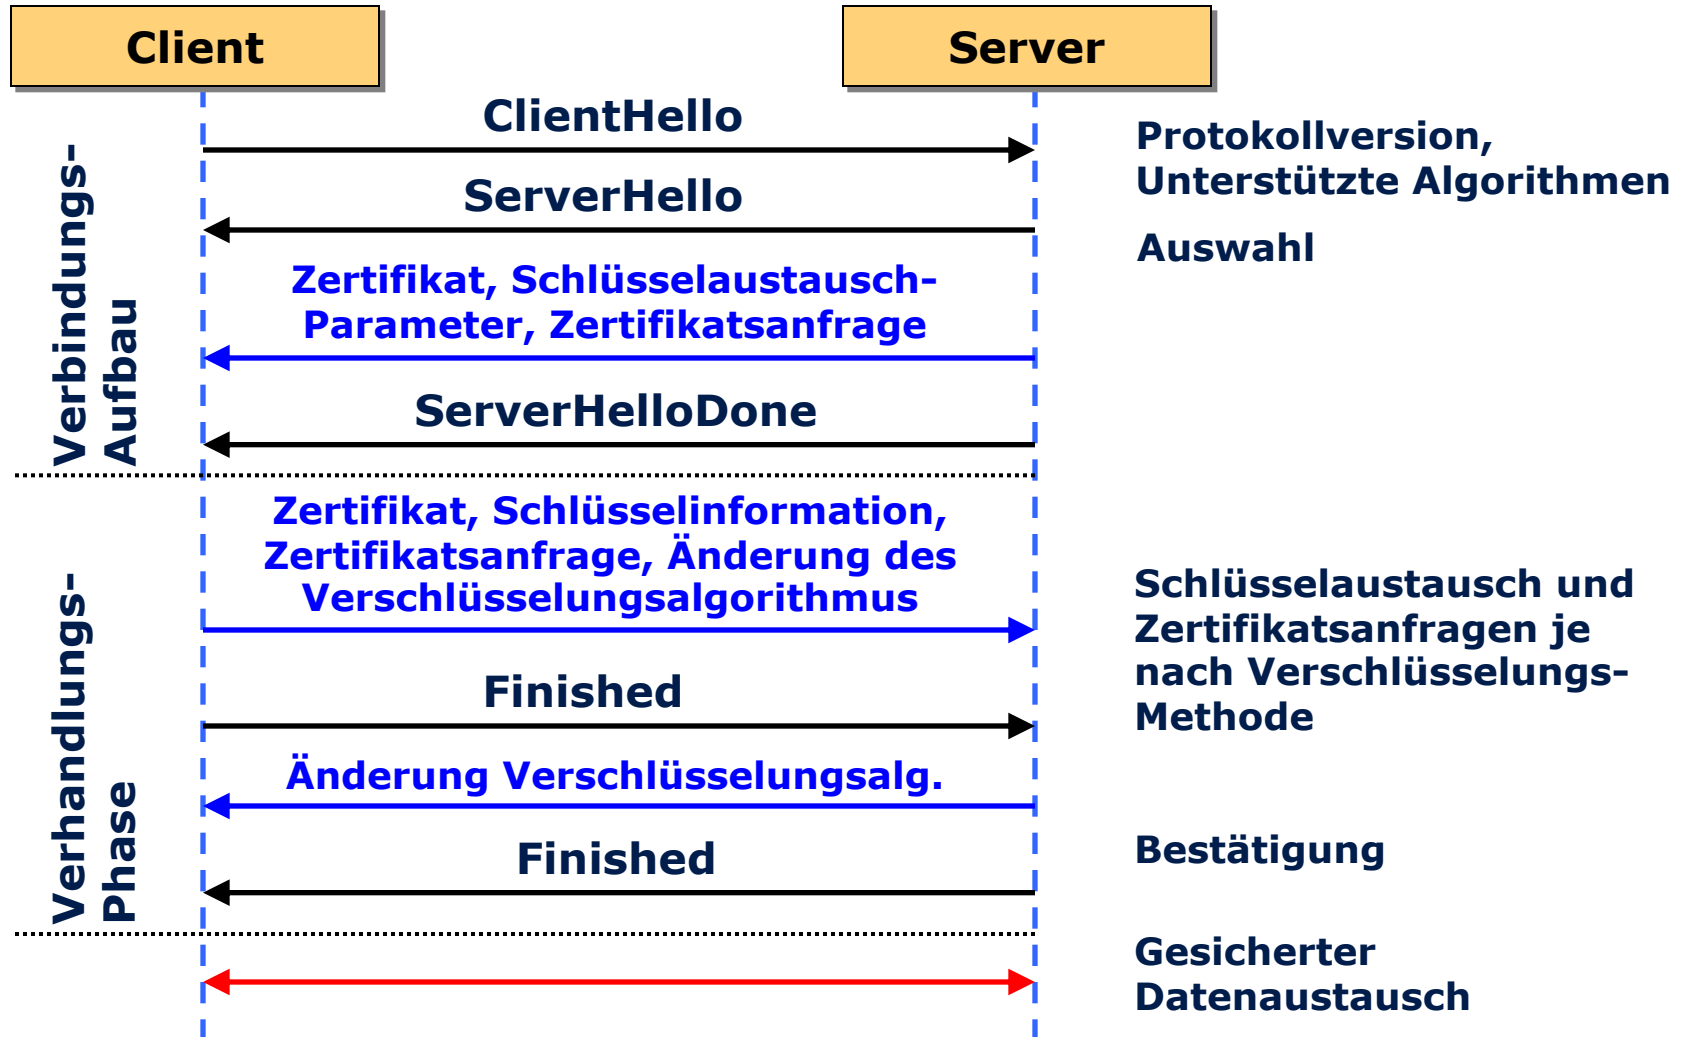 Client
Server
ClientHello
Protokollversion,
Unterstützte Algorithmen
ServerHello
Auswahl
Zertifikat, Schlüsselaustausch-
Parameter, Zertifikatsanfrage
ServerHelloDone
Verbindungs-
Aufbau
Zertifikat, Schlüsselinformation,
Zertifikatsanfrage, Änderung des
Verschlüsselungsalgorithmus
Schlüsselaustausch und
Zertifikatsanfragen je
nach Verschlüsselungs-
Methode
Finished
Änderung Verschlüsselungsalg.
Finished
Bestätigung
Verhandlungs-
Phase
Gesicherter
Datenaustausch